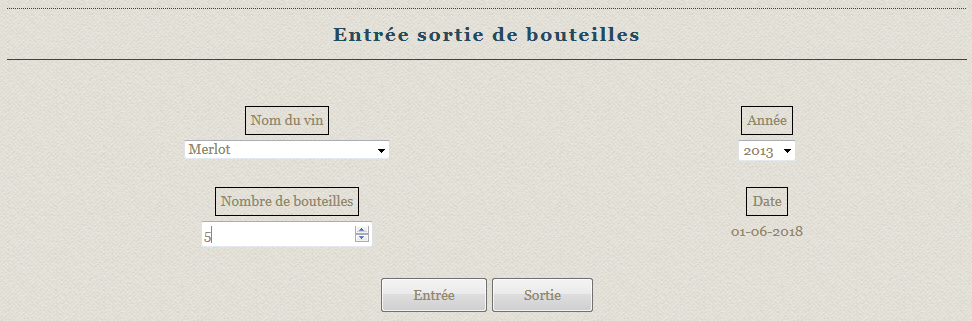 Entrée sortie de bouteilles
Nom du vin
Année
Merlot
2013
Nombre de bouteilles
Date
5
01-06-2018
Entrée
Sortie